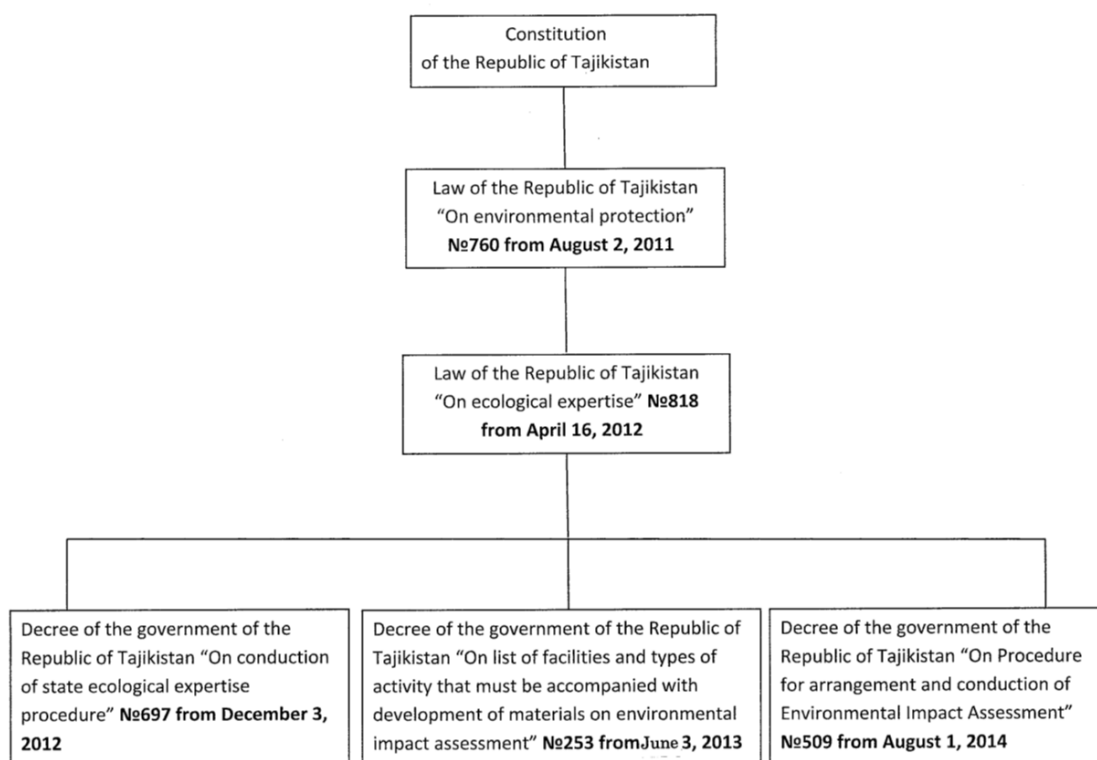 Constitution
of the Republic of Tajikistan
Law of the Republic of Tajikistan
“On environmental protection”
№760 from August 2, 2011
Law of the Republic of Tajikistan
“On ecological expertise” №818
from April 16, 2012
Decree of the government of the
Republic of Tajikistan “On conduction
of state ecological expertise
procedure” №697 from December 3,
2012
Decree of the government of the Republic of
Tajikistan “On list of facilities and types of
activity that must be accompanied with
development of materials on environmental
impact assessment” №253 fromJune 3, 2013
Decree of the government of the
Republic of Tajikistan “On Procedure
for arrangement and conduction of
Environmental Impact Assessment”
№509 from August 1, 2014